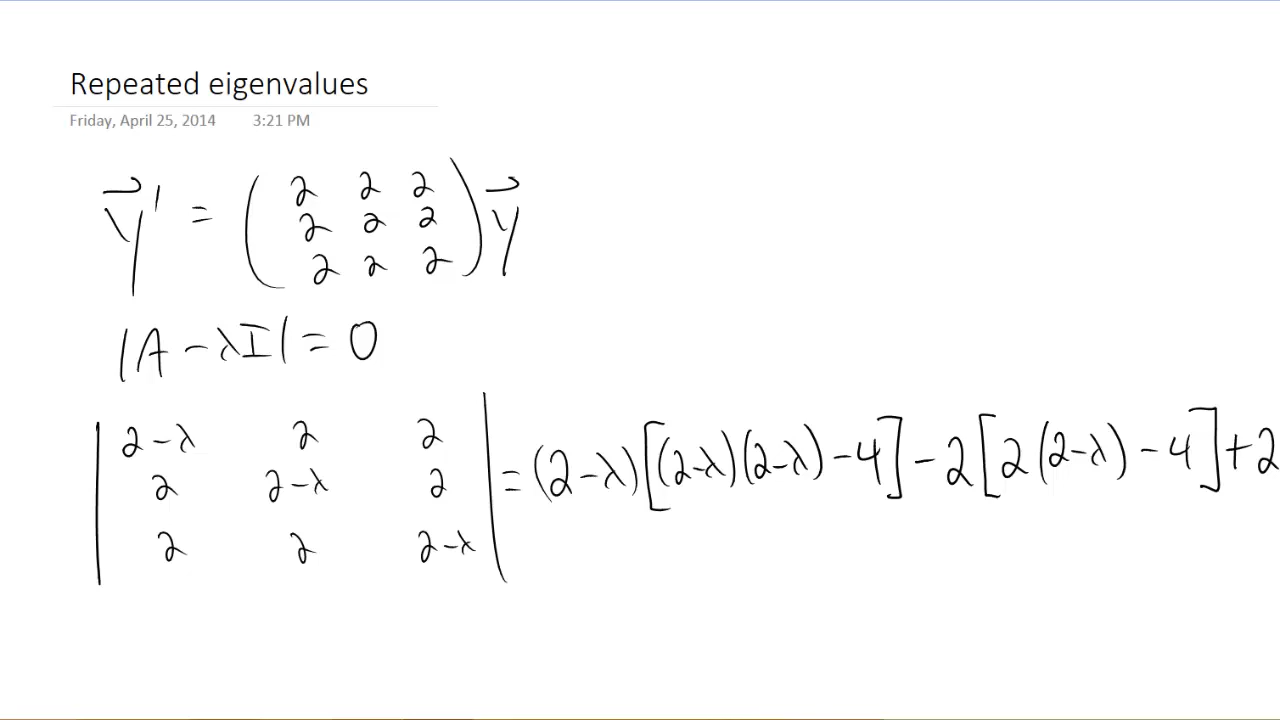 Repeated eigenvalues
Friday, April 25, 2014 3:21 PM
y⃗' = ( 2 2 2
2 2 2
2 2 2 ) y⃗
|A - λI| = 0
| 2-λ 2 2
2 2-λ 2
2 2 2-λ | = (2-λ)[(2-λ)(2-λ) - 4] - 2[2(2-λ) - 4] + 2